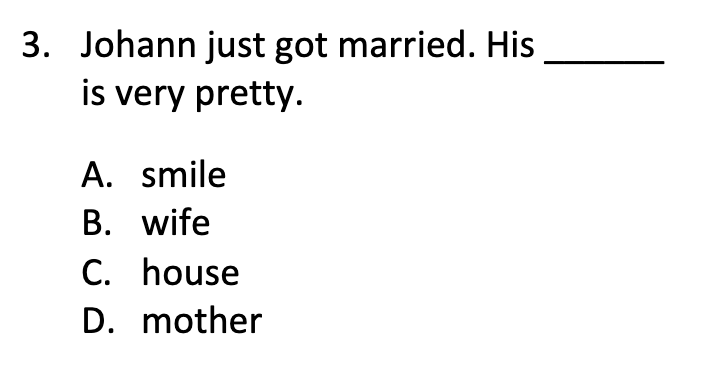 3. Johann just got married. His ______
is very pretty.
A. smile
B. wife
C. house
D. mother